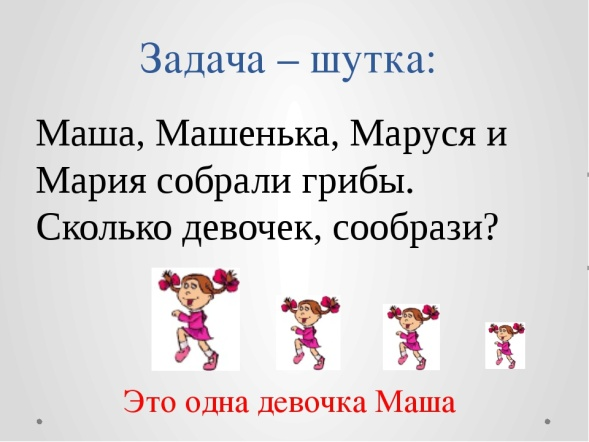 Задача – шутка:
Маша, Машенька, Маруся и
Мария собрали грибы.
Сколько девочек, сообрази?
Это одна девочка Маша